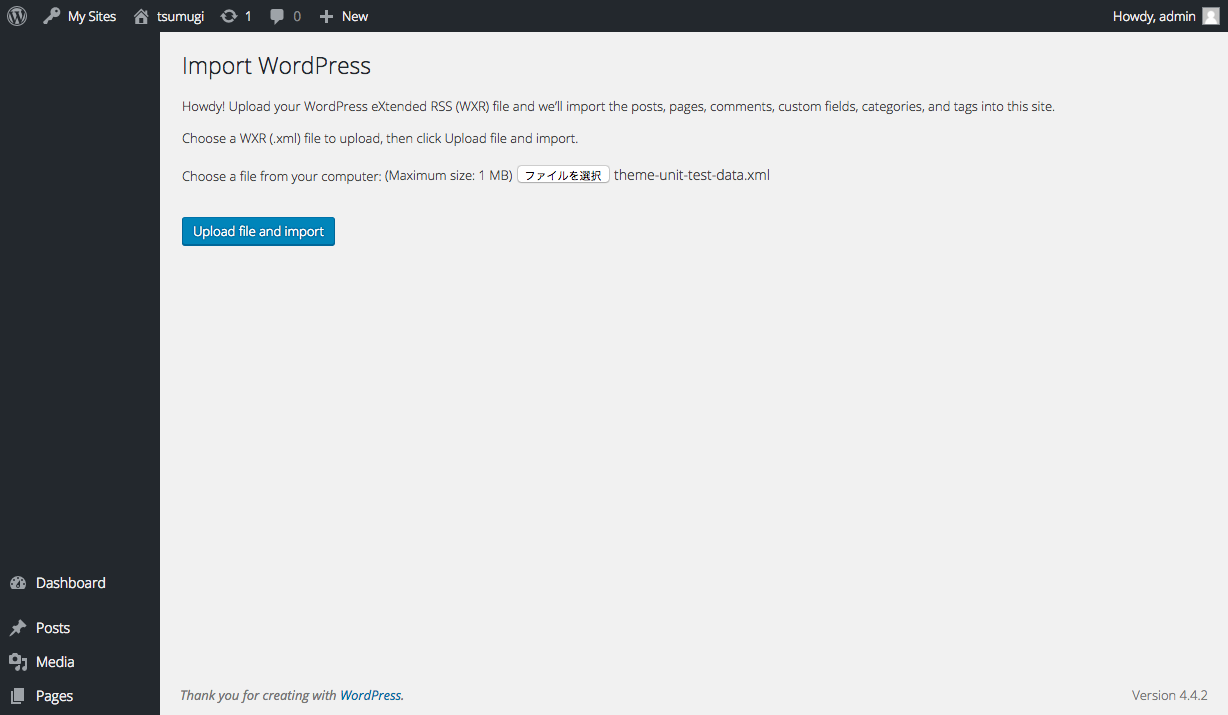 My Sites tsumugi 1 0 New Howdy, admin
Import WordPress
Howdy! Upload your WordPress eXtended RSS (WXR) file and we’ll import the posts, pages, comments, custom fields, categories, and tags into this site.
Choose a WXR (.xml) file to upload, then click Upload file and import.
Choose a file from your computer: (Maximum size: 1 MB) ファイルを選択 theme-unit-test-data.xml
Upload file and import
Dashboard
Posts
Media
Pages
Thank you for creating with WordPress. Version 4.4.2